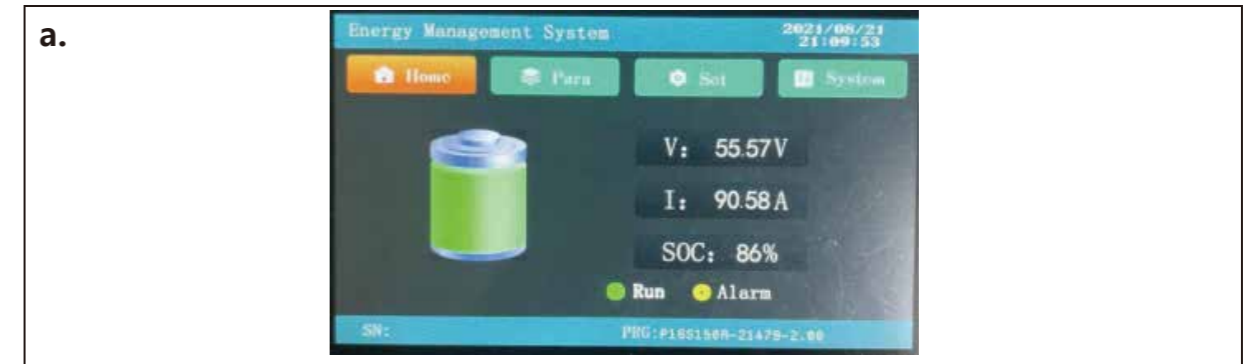 a.
Energy Management System
2021/08/21
21:09:53
Home Para Set System
V: 55.57V
I: 90.58A
SOC: 86%
Run Alarm
SN: PRG:P16S150A-21479-2.00